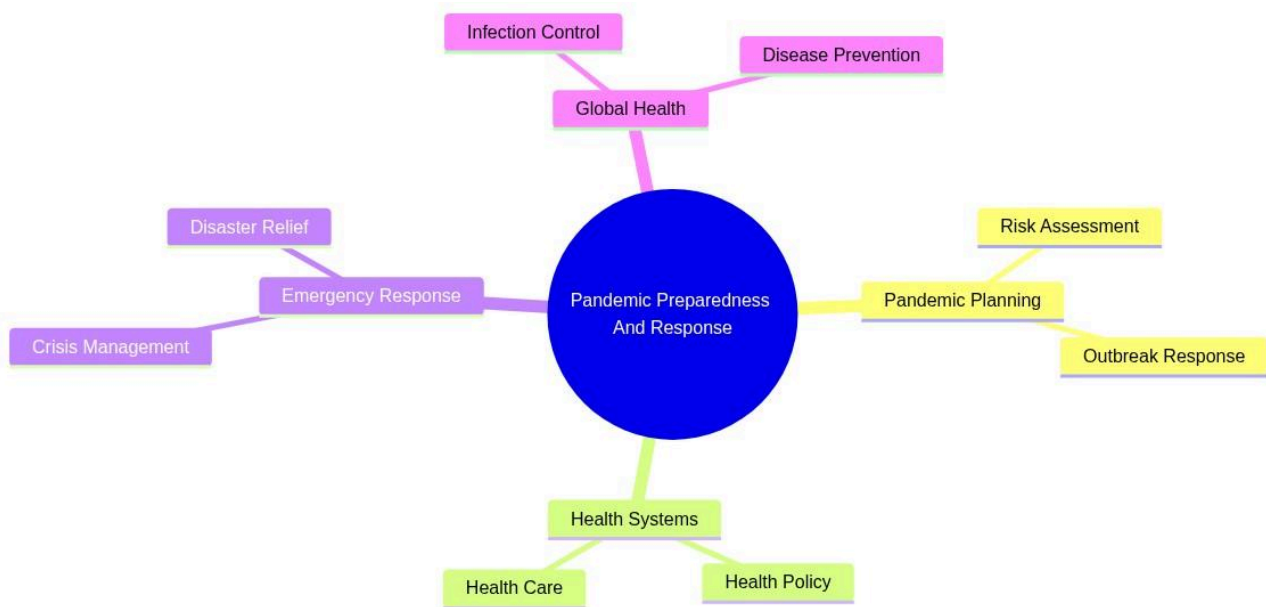 Infection Control
Disease Prevention
Global Health
Disaster Relief
Risk Assessment
Emergency Response
Pandemic Preparedness
And Response
Pandemic Planning
Crisis Management
Outbreak Response
Health Systems
Health Care
Health Policy